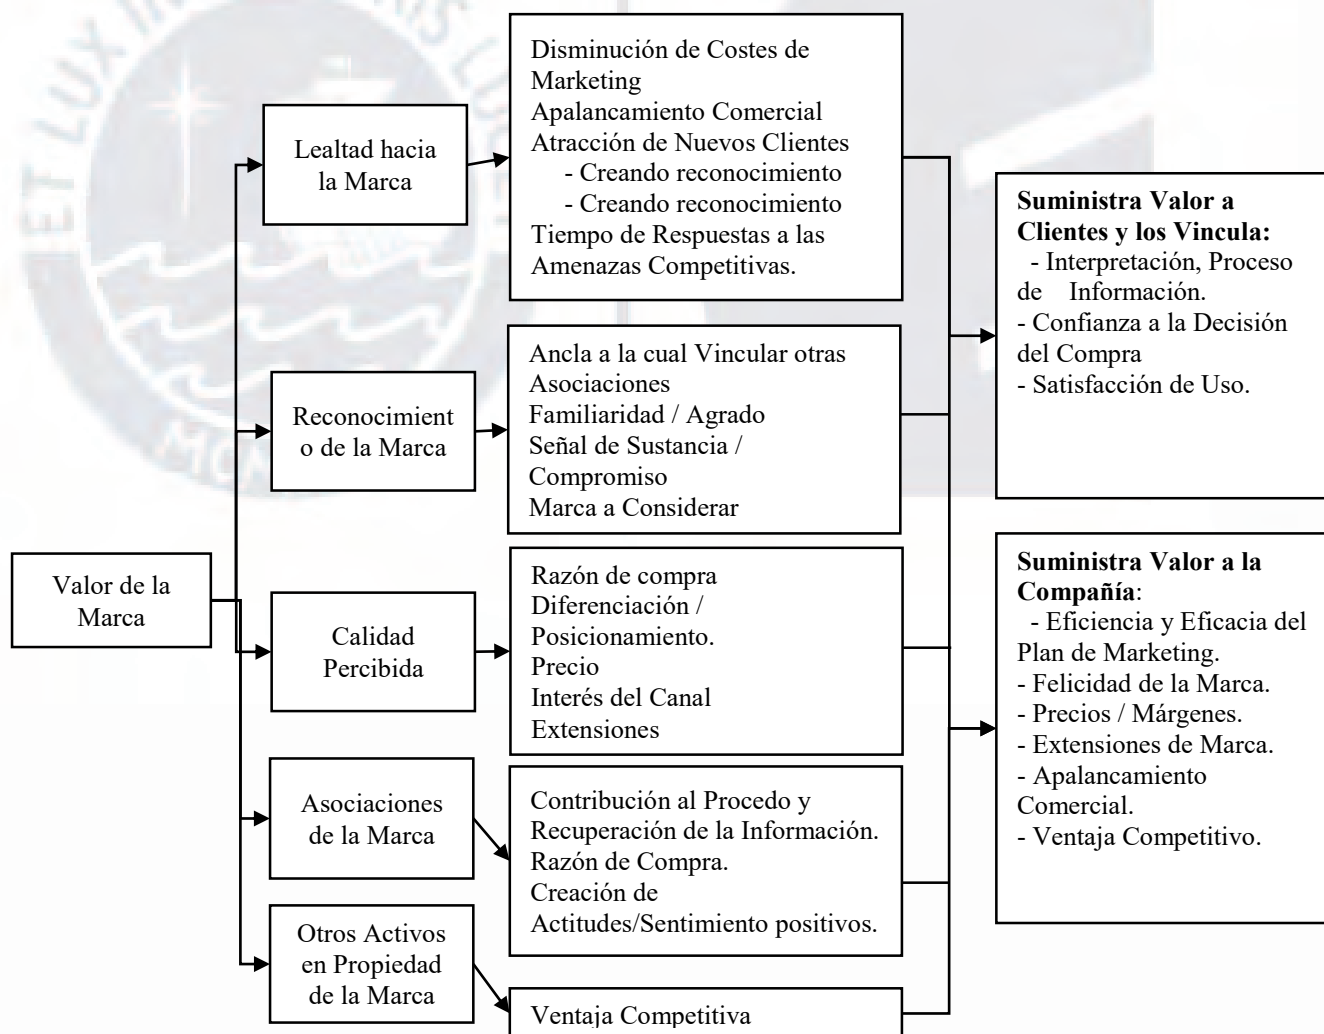 Valor de la
Marca
Lealtad hacia
la Marca
Disminución de Costes de
Marketing
Apalancamiento Comercial
Atracción de Nuevos Clientes
- Creando reconocimiento
- Creando reconocimiento
Tiempo de Respuestas a las
Amenazas Competitivas.
Reconocimient
o de la Marca
Ancla a la cual Vincular otras
Asociaciones
Familiaridad / Agrado
Señal de Sustancia /
Compromiso
Marca a Considerar
Calidad
Percibida
Razón de compra
Diferenciación /
Posicionamiento.
Precio
Interés del Canal
Extensiones
Asociaciones
de la Marca
Contribución al Procedo y
Recuperación de la Información.
Razón de Compra.
Creación de
Actitudes/Sentimiento positivos.
Otros Activos
en Propiedad
de la Marca
Ventaja Competitiva
Suministra Valor a
Clientes y los Vincula:
- Interpretación, Proceso
de Información.
- Confianza a la Decisión
del Compra
- Satisfacción de Uso.
Suministra Valor a la
Compañía:
- Eficiencia y Eficacia del
Plan de Marketing.
- Felicidad de la Marca.
- Precios / Márgenes.
- Extensiones de Marca.
- Apalancamiento
Comercial.
- Ventaja Competitivo.
ET LUX IN